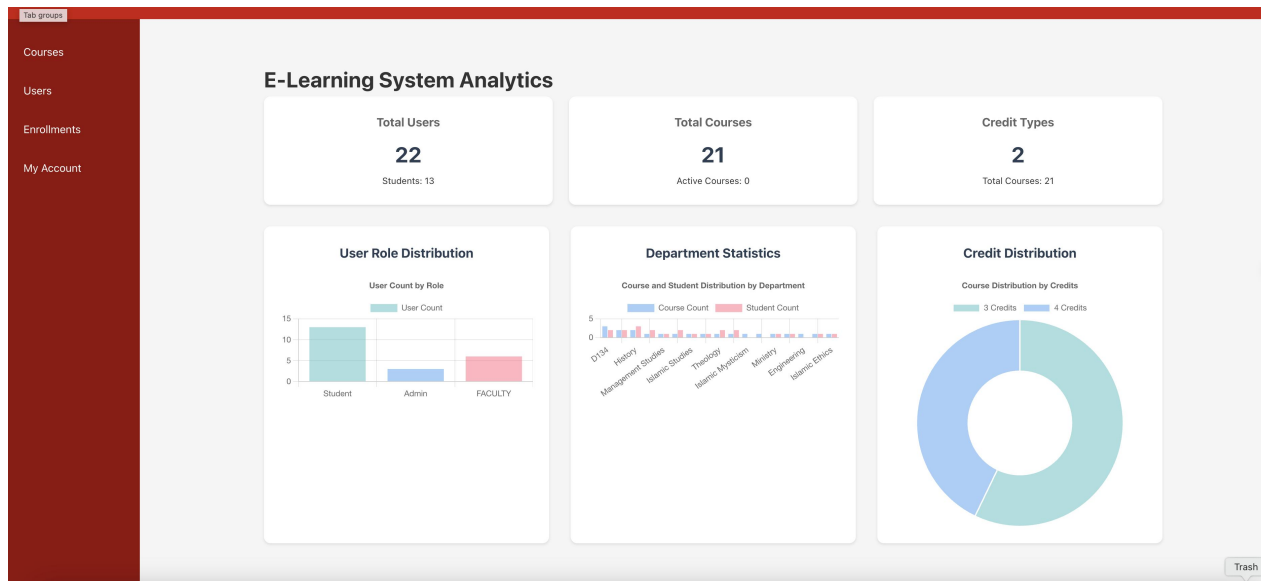 Tab groups
Courses
Users
Enrollments
My Account
E-Learning System Analytics
Total Users
22
Students: 13
Total Courses
21
Active Courses: 0
Credit Types
2
Total Courses: 21
User Role Distribution
User Count by Role
User Count
15
10
5
0
Student Admin FACULTY
Department Statistics
Course and Student Distribution by Department
Course Count Student Count
5
0
D134 History Management Studies Islamic Studies Theology Islamic Mysticism Ministry Engineering Islamic Ethics
Credit Distribution
Course Distribution by Credits
3 Credits 4 Credits
Trash